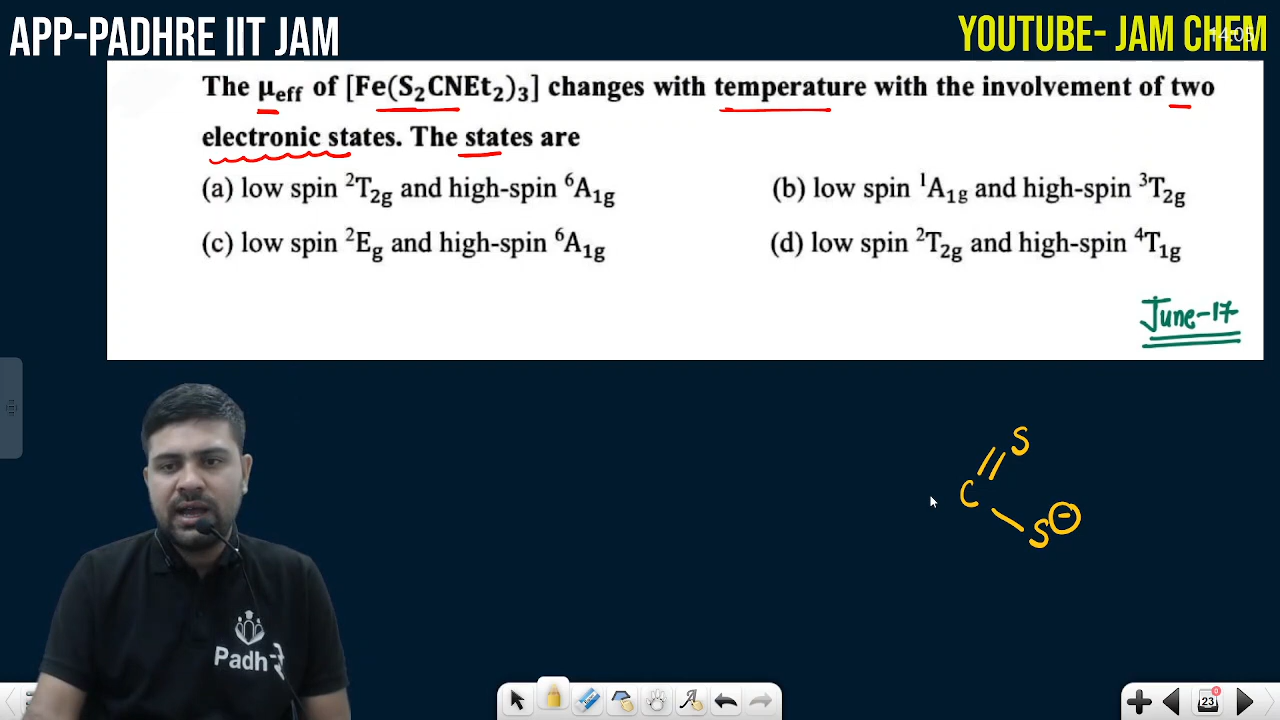 APP-PADHRE IIT JAM
YOUTUBE- JAM CHEM
The μeff of [Fe(S₂CNEt₂)₃] changes with temperature with the involvement of two
electronic states. The states are
(a) low spin ²T₂g and high-spin ⁶A₁g
(b) low spin ¹A₁g and high-spin ³T₂g
(c) low spin ²Eg and high-spin ⁶A₁g
(d) low spin ²T₂g and high-spin ⁴T₁g
June-17
S
C
S⊖
Padh
23